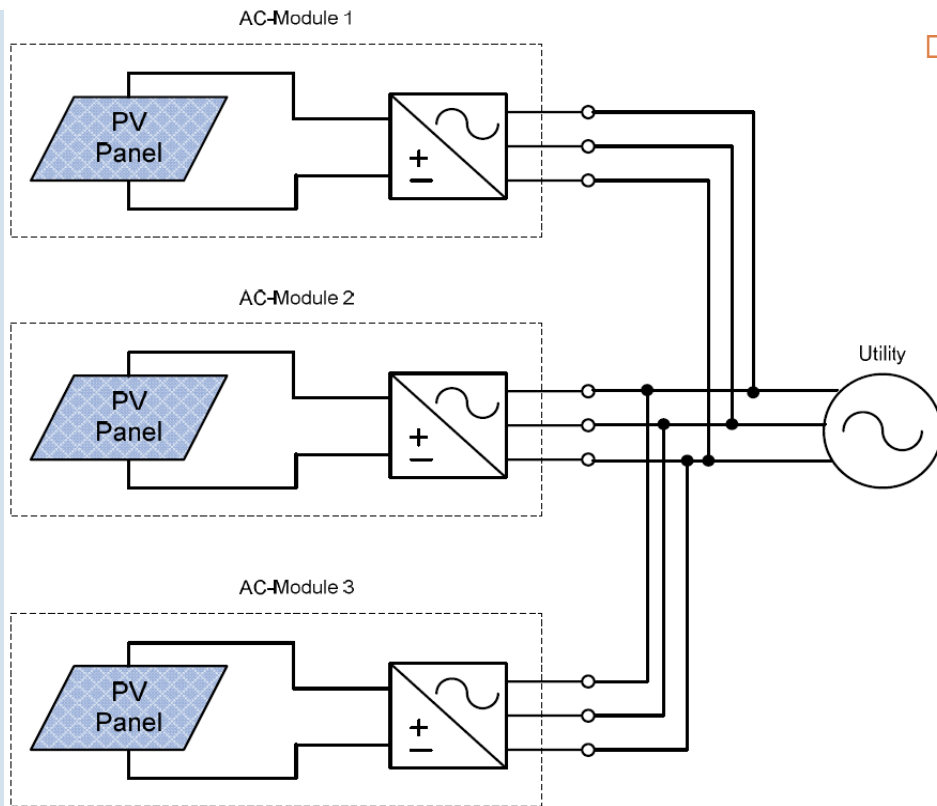 AC-Module 1
PV
Panel
+
−
AC-Module 2
PV
Panel
+
−
Utility
AC-Module 3
PV
Panel
+
−